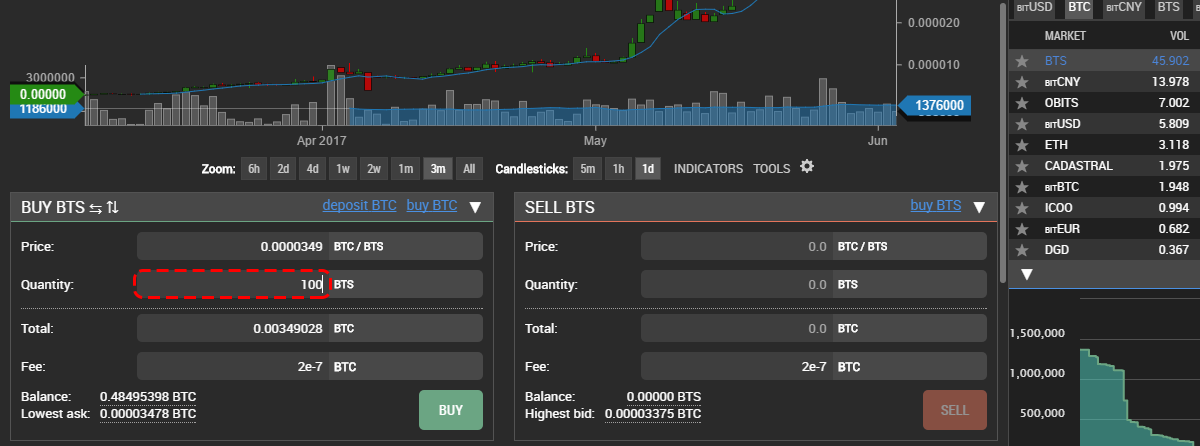 0.000020
0.000010
3000000
0.00000
1186000
1376000
Apr 2017 May Jun
Zoom: 6h 2d 4d 1w 2w 1m 3m All Candlesticks: 5m 1h 1d INDICATORS TOOLS
BUY BTS deposit BTC buy BTC
Price: 0.0000349 BTC / BTS
Quantity: 100 BTS
Total: 0.00349028 BTC
Fee: 2e-7 BTC
Balance: 0.48495398 BTC
Lowest ask: 0.00003478 BTC
BUY
SELL BTS buy BTS
Price: 0.0 BTC / BTS
Quantity: 0.0 BTS
Total: 0.0 BTC
Fee: 2e-7 BTC
Balance: 0.00000 BTS
Highest bid: 0.00003375 BTC
SELL
BITUSD BTC BITCNY BTS
MARKET VOL
BTS 45.902
BITCNY 13.978
OBITS 7.002
BITUSD 5.809
ETH 3.118
CADASTRAL 1.975
BITBTC 1.948
ICOO 0.994
BITEUR 0.682
DGD 0.367
1,500,000
1,000,000
500,000